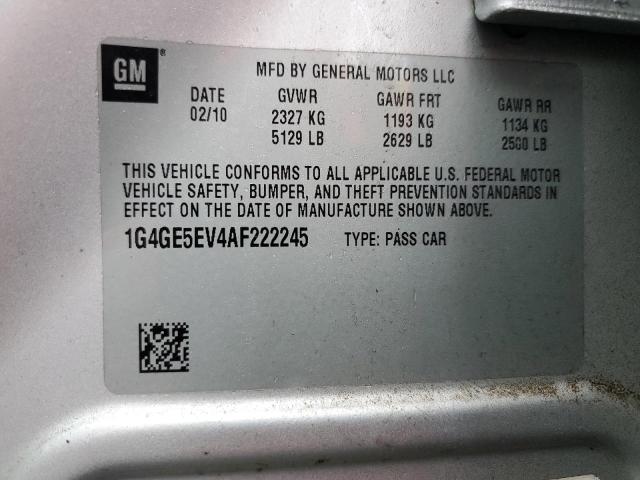 GM ®
MFD BY GENERAL MOTORS LLC
DATE GVWR GAWR FRT GAWR RR
02/10 2327 KG 1193 KG 1134 KG
5129 LB 2629 LB 2500 LB
THIS VEHICLE CONFORMS TO ALL APPLICABLE U.S. FEDERAL MOTOR
VEHICLE SAFETY, BUMPER, AND THEFT PREVENTION STANDARDS IN
EFFECT ON THE DATE OF MANUFACTURE SHOWN ABOVE.
1G4GE5EV4AF222245 TYPE: PASS CAR